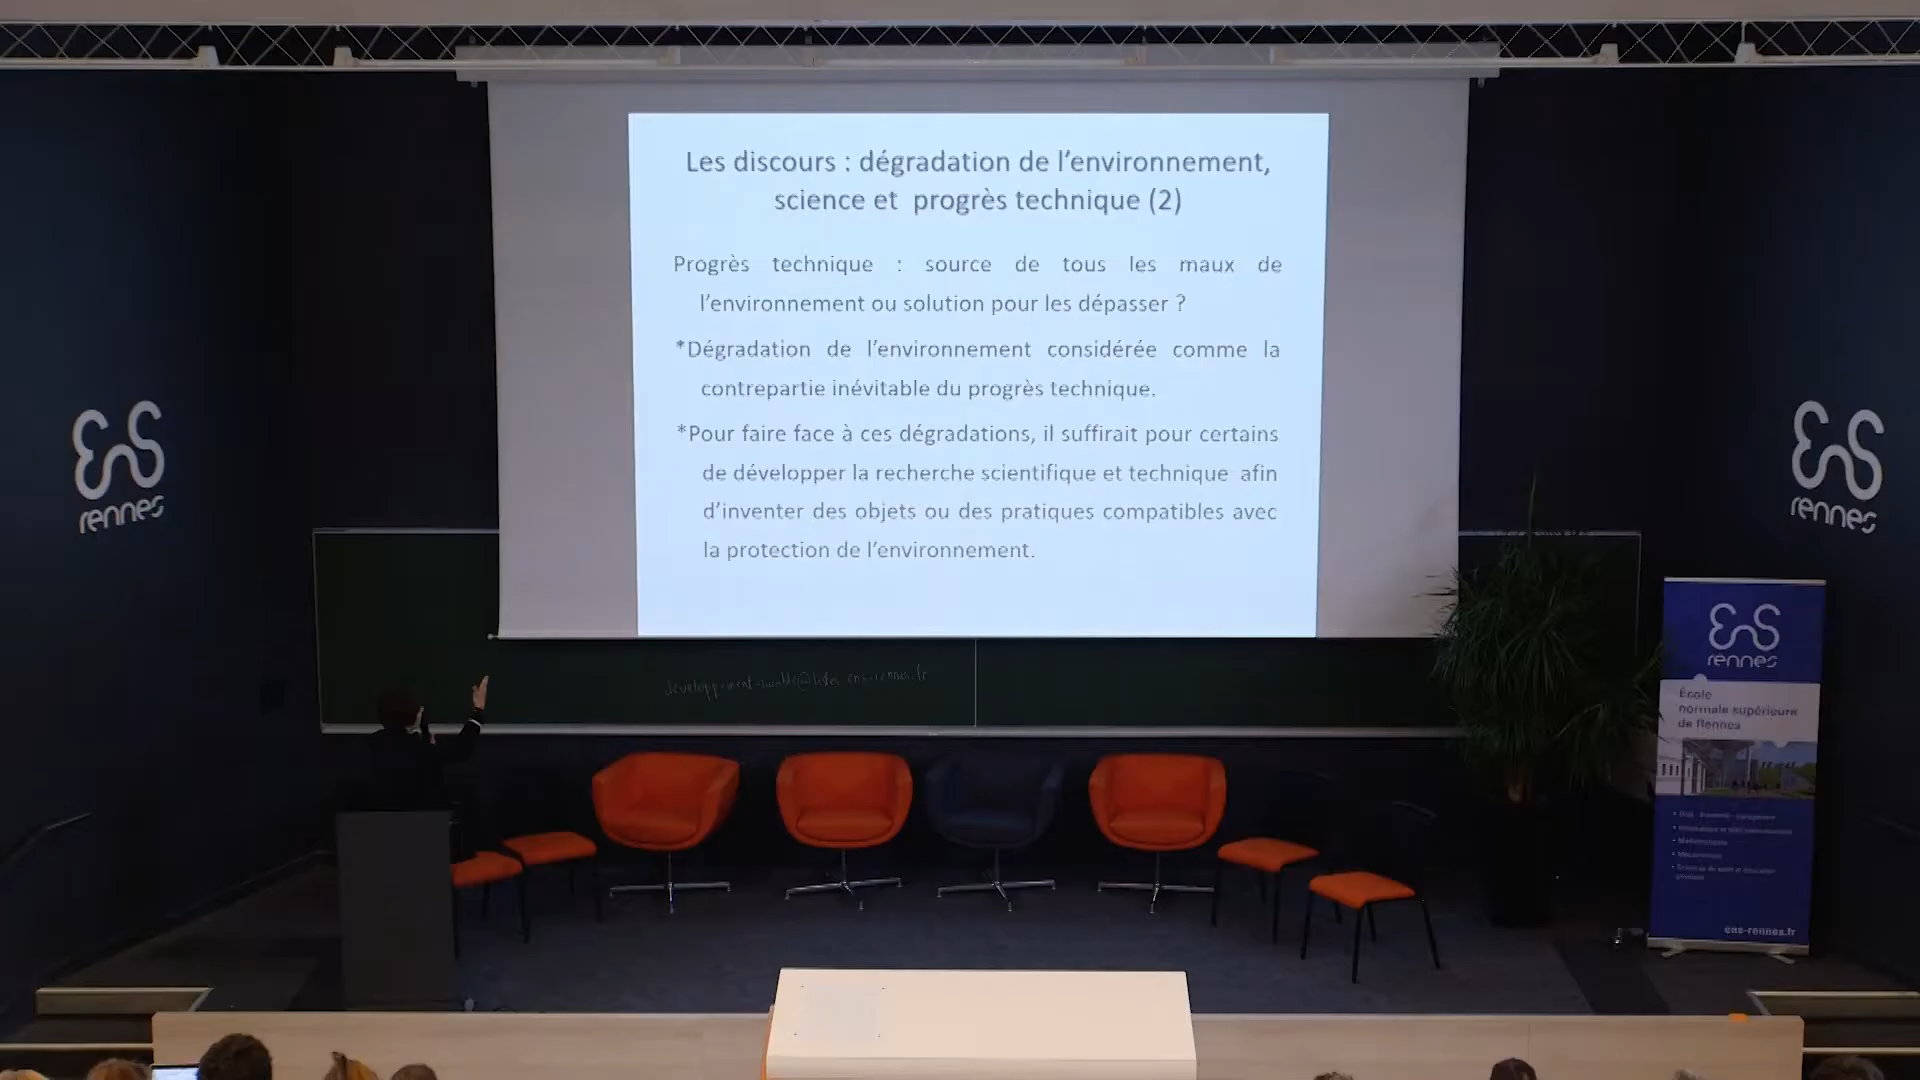 Les discours : dégradation de l'environnement,
science et progrès technique (2)
Progrès technique : source de tous les maux de
l'environnement ou solution pour les dépasser ?
*Dégradation de l'environnement considérée comme la
contrepartie inévitable du progrès technique.
*Pour faire face à ces dégradations, il suffirait pour certains
de développer la recherche scientifique et technique afin
d'inventer des objets ou des pratiques compatibles avec
la protection de l'environnement.
ens
rennes
ens
rennes
ens
rennes
École
normale supérieure
de Rennes
• Mathématiques
ens-rennes.fr